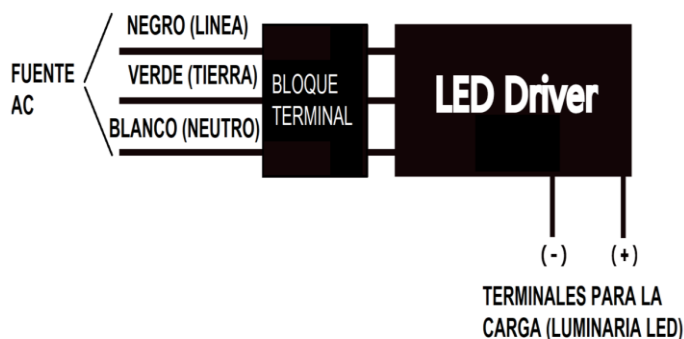 NEGRO (LINEA)
FUENTE
AC
VERDE (TIERRA)
BLANCO (NEUTRO)
BLOQUE
TERMINAL
LED Driver
(-)
(+)
TERMINALES PARA LA
CARGA (LUMINARIA LED)